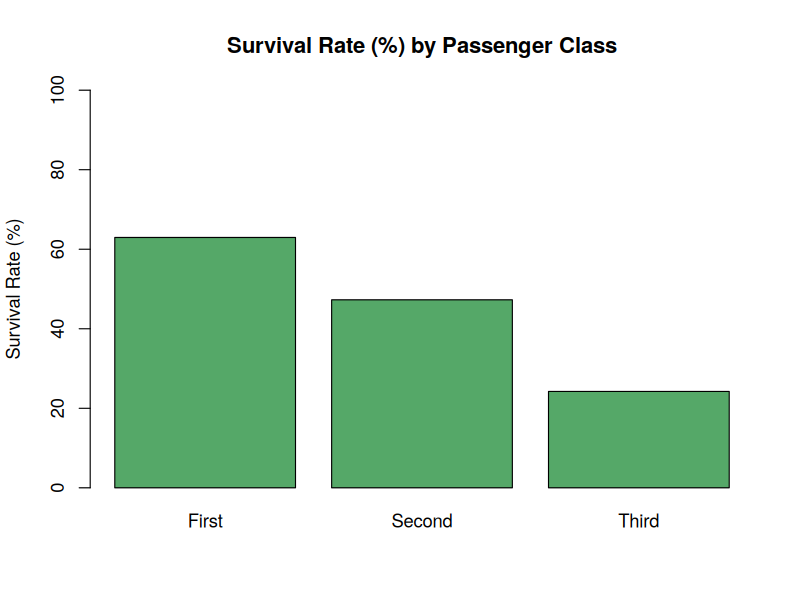 Survival Rate (%) by Passenger Class
Survival Rate (%)
100
80
60
40
20
0
First Second Third